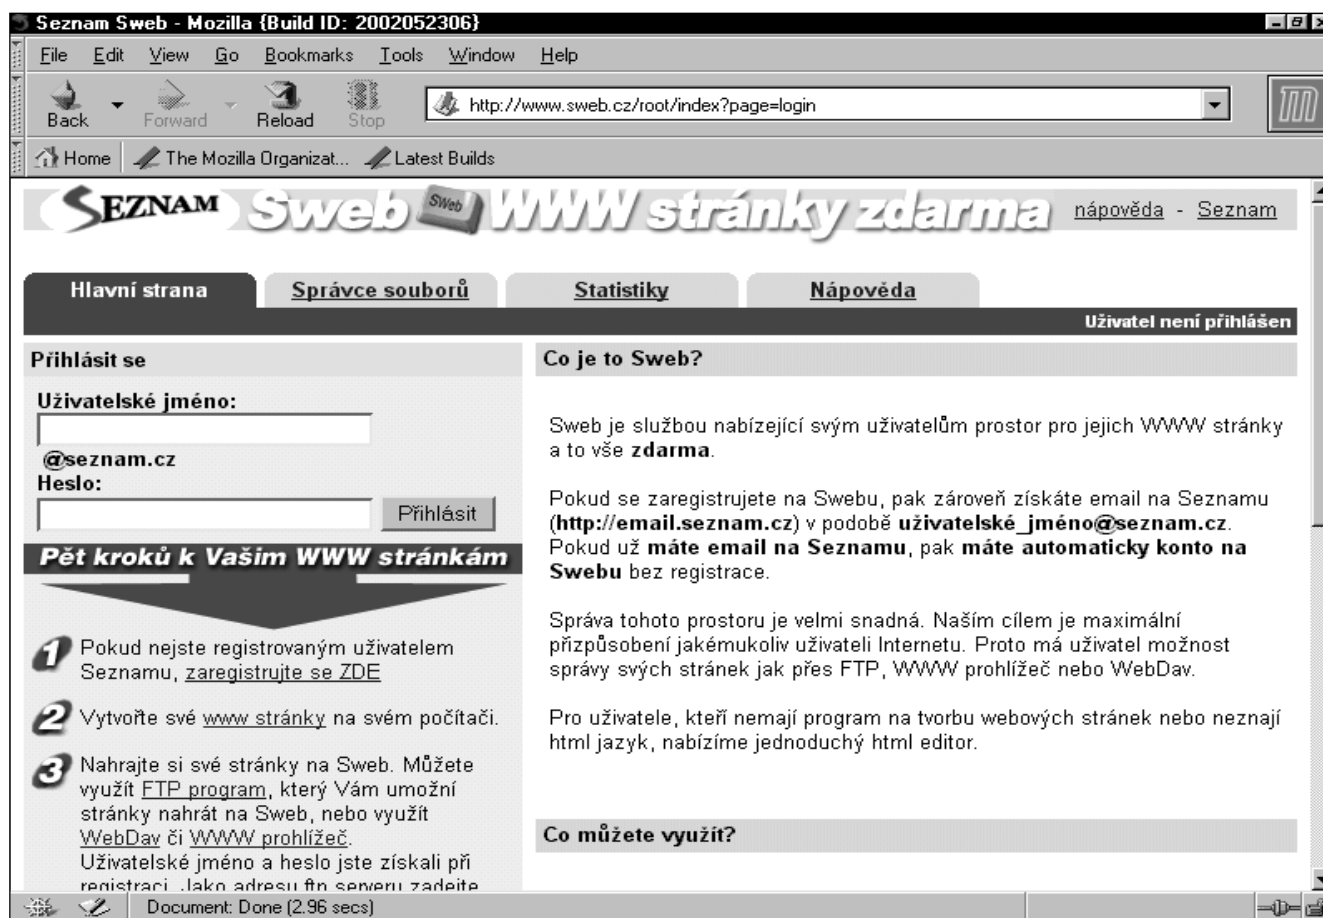 Seznam Sweb - Mozilla {Build ID: 2002052306}
File Edit View Go Bookmarks Tools Window Help
Back Forward Reload Stop http://www.sweb.cz/root/index?page=login
Home The Mozilla Organizat... Latest Builds
SEZNAM Sweb Sweb WWW stránky zdarma nápověda - Seznam
Hlavní strana Správce souborů Statistiky Nápověda
Uživatel není přihlášen
Přihlásit se
Uživatelské jméno:
@seznam.cz
Heslo:
Přihlásit
Pět kroků k Vašim WWW stránkám
1 Pokud nejste registrovaným uživatelem
Seznamu, zaregistrujte se ZDE
2 Vytvořte své www stránky na svém počítači.
3 Nahrajte si své stránky na Sweb. Můžete
využít FTP program, který Vám umožní
stránky nahrát na Sweb, nebo využít
WebDav či WWW prohlížeč.
Uživatelské jméno a heslo jste získali při
registraci. Jako adresu ftp serveru zadejte
Co je to Sweb?
Sweb je službou nabízející svým uživatelům prostor pro jejich WWW stránky
a to vše zdarma.
Pokud se zaregistrujete na Swebu, pak zároveň získáte email na Seznamu
(http://email.seznam.cz) v podobě uživatelské_jméno@seznam.cz.
Pokud už máte email na Seznamu, pak máte automaticky konto na
Swebu bez registrace.
Správa tohoto prostoru je velmi snadná. Naším cílem je maximální
přizpůsobení jakémukoliv uživateli Internetu. Proto má uživatel možnost
správy svých stránek jak přes FTP, WWW prohlížeč nebo WebDav.
Pro uživatele, kteří nemají program na tvorbu webových stránek nebo neznají
html jazyk, nabízíme jednoduchý html editor.
Co můžete využít?
Document: Done (2.96 secs)